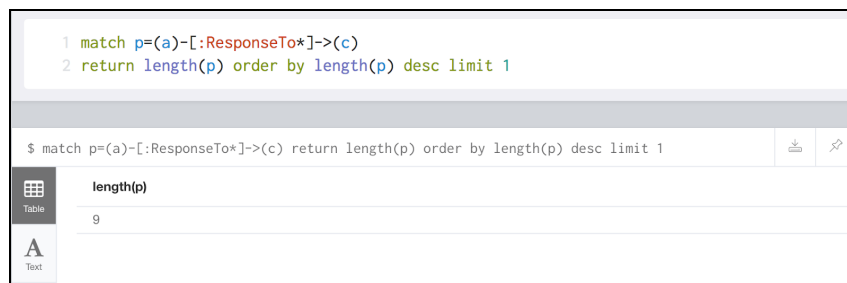 1 match p=(a)-[:ResponseTo*]->(c)
2 return length(p) order by length(p) desc limit 1
$ match p=(a)-[:ResponseTo*]->(c) return length(p) order by length(p) desc limit 1
length(p)
Table
9
A
Text